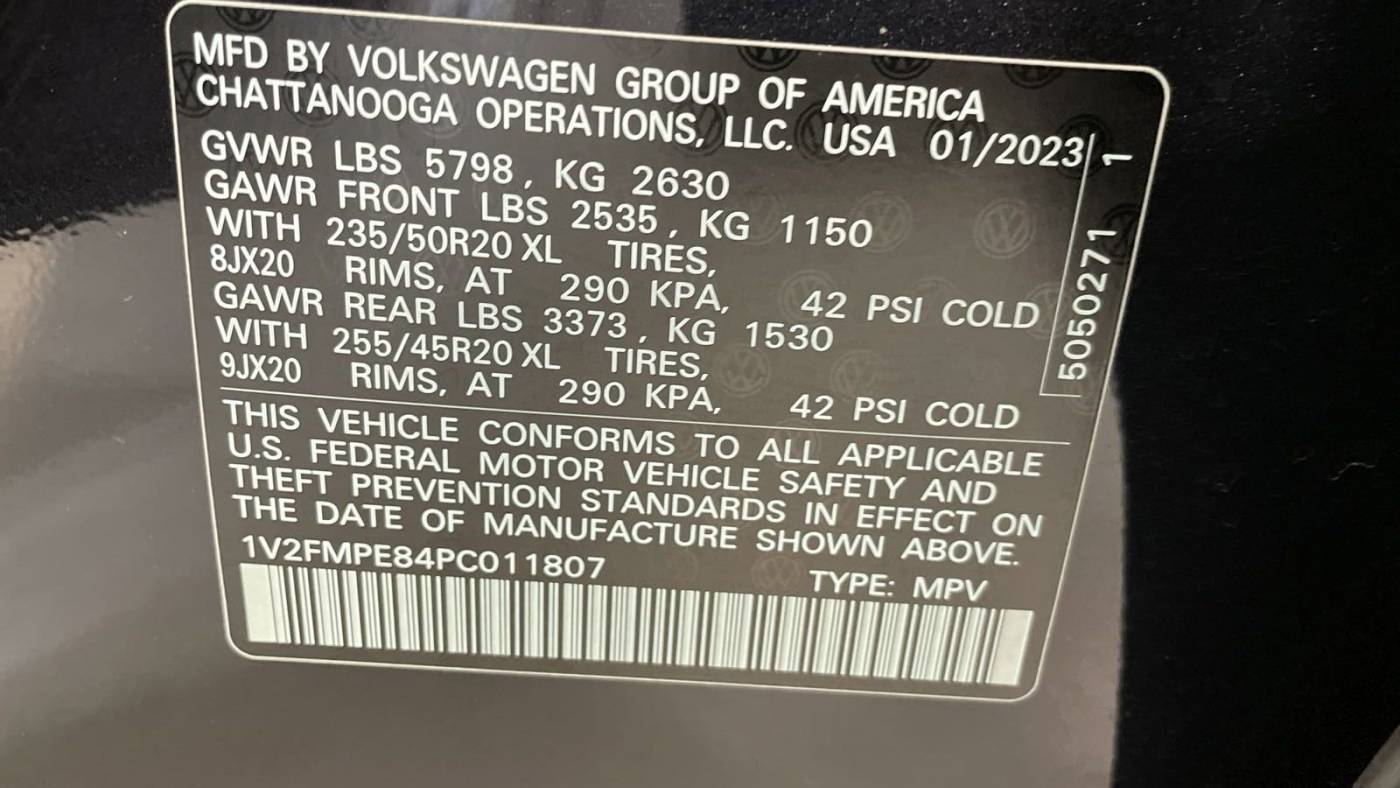 MFD BY VOLKSWAGEN GROUP OF AMERICA
CHATTANOOGA OPERATIONS, LLC. USA 01/2023 1
GVWR LBS 5798, KG 2630
GAWR FRONT LBS 2535, KG 1150
WITH 235/50R20 XL TIRES,
8JX20 RIMS, AT 290 KPA, 42 PSI COLD
GAWR REAR LBS 3373, KG 1530
WITH 255/45R20 XL TIRES,
9JX20 RIMS, AT 290 KPA, 42 PSI COLD
5050271
THIS VEHICLE CONFORMS TO ALL APPLICABLE
U.S. FEDERAL MOTOR VEHICLE SAFETY AND
THEFT PREVENTION STANDARDS IN EFFECT ON
THE DATE OF MANUFACTURE SHOWN ABOVE.
1V2FMPE84PC011807 TYPE: MPV